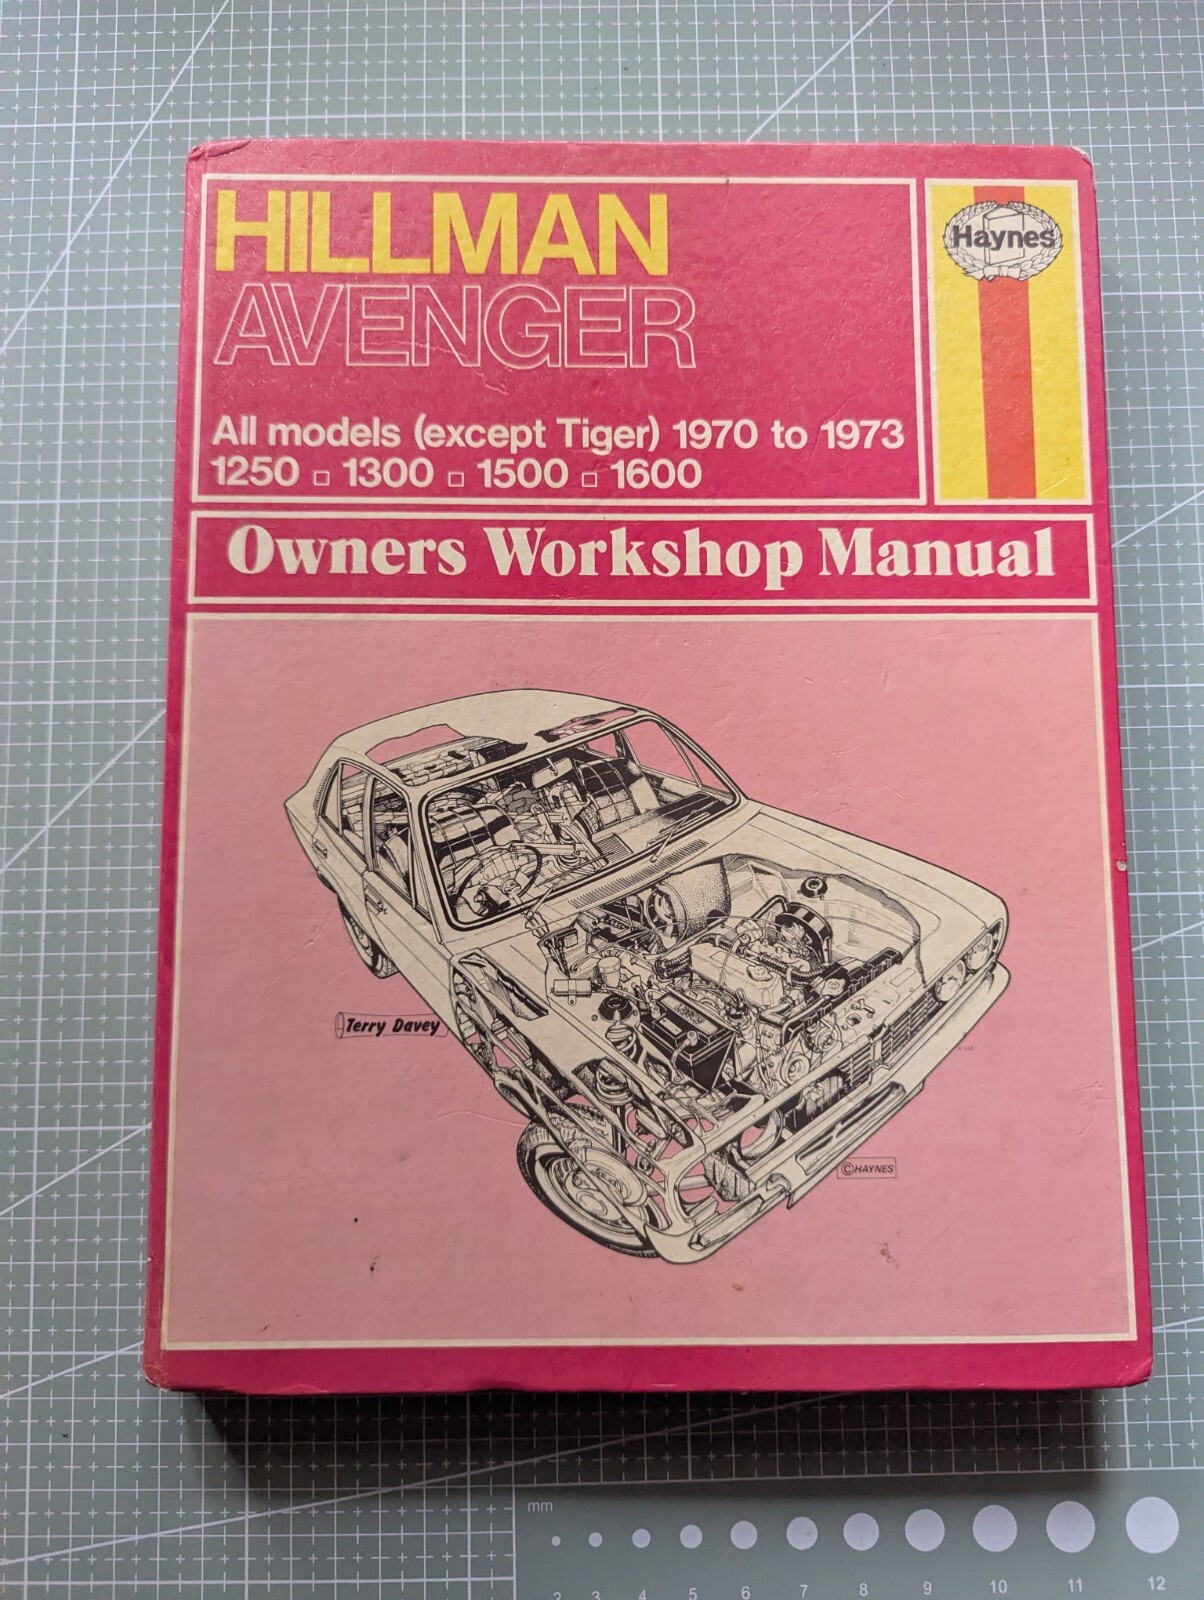 HILLMAN
AVENGER
Haynes
All models (except Tiger) 1970 to 1973
1250 □ 1300 □ 1500 □ 1600
Owners Workshop Manual
Terry Davey
© HAYNES
mm
2 3 4 5 6 7 8 9 10 11 12